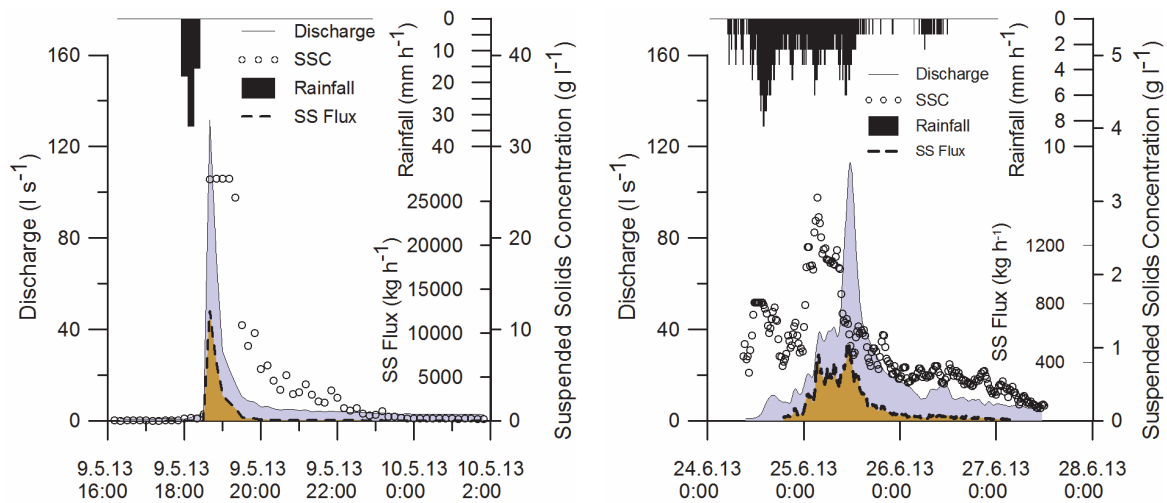 Discharge
SSC
Rainfall
SS Flux
Discharge (l s⁻¹)
160
120
80
40
0
Rainfall (mm h⁻¹)
0
10
20
30
40
SS Flux (kg h⁻¹)
25000
20000
15000
10000
5000
0
Suspended Solids Concentration (g l⁻¹)
40
30
20
10
0
9.5.13 9.5.13 9.5.13 9.5.13 10.5.13 10.5.13
16:00 18:00 20:00 22:00 0:00 2:00
Discharge
SSC
Rainfall
SS Flux
Discharge (l s⁻¹)
160
120
80
40
0
Rainfall (mm h⁻¹)
0
2
4
6
8
10
SS Flux (kg h⁻¹)
1200
800
400
0
Suspended Solids Concentration (g l⁻¹)
5
4
3
2
1
0
24.6.13 25.6.13 26.6.13 27.6.13 28.6.13
0:00 0:00 0:00 0:00 0:00